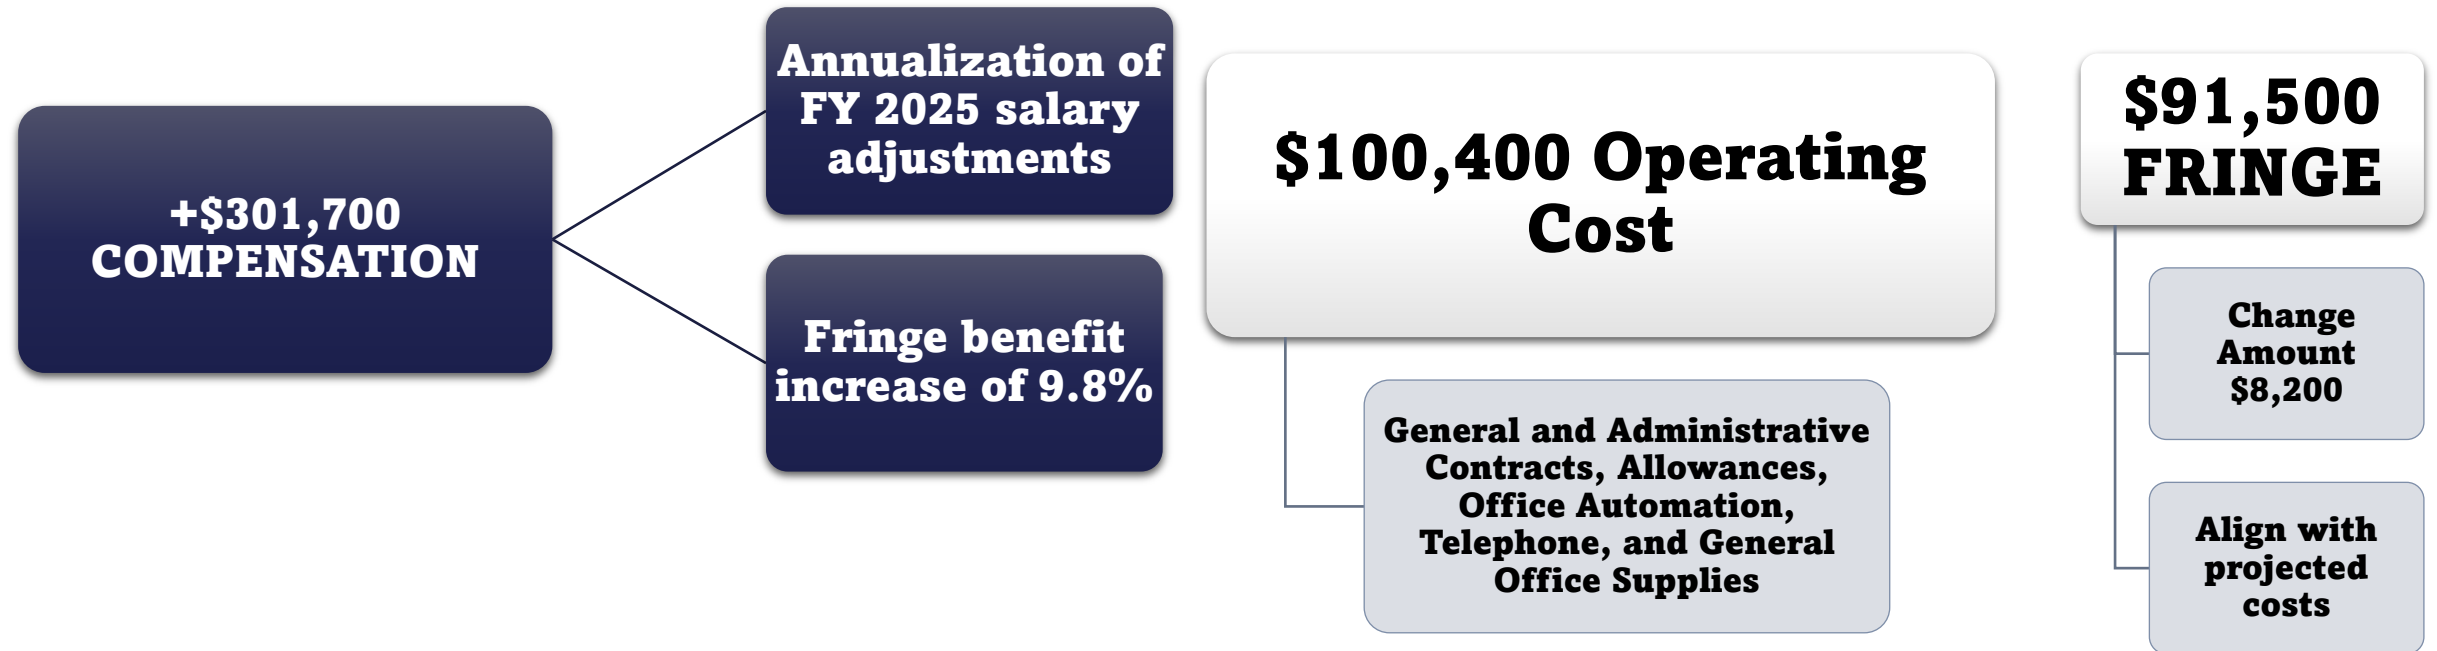 +$301,700
COMPENSATION
Annualization of
FY 2025 salary
adjustments
Fringe benefit
increase of 9.8%
$100,400 Operating
Cost
General and Administrative
Contracts, Allowances,
Office Automation,
Telephone, and General
Office Supplies
$91,500
FRINGE
Change
Amount
$8,200
Align with
projected
costs